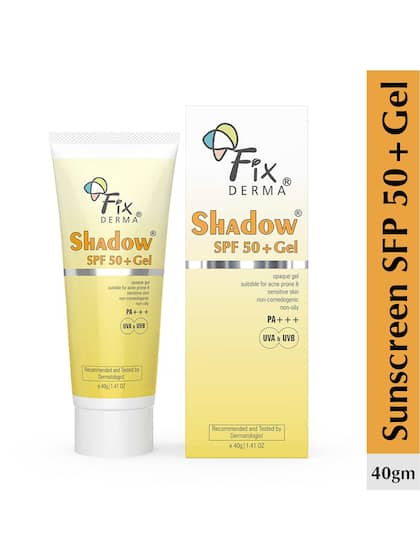 Fix®
DERMA
Shadow®
SPF 50+Gel
opaque gel
suitable for acne prone &
sensitive skin
non-comedogenic
non-oily
PA+++
UVA & UVB
Recommended and Tested by
Dermatologist
e 40g | 1.41 OZ
Fix®
DERMA
Shadow®
SPF 50+Gel
opaque gel
suitable for acne prone &
sensitive skin
non-comedogenic
non-oily
PA+++
UVA & UVB
Recommended and Tested by
Dermatologist
e 40g | 1.41 OZ
Sunscreen SFP 50+Gel
40gm